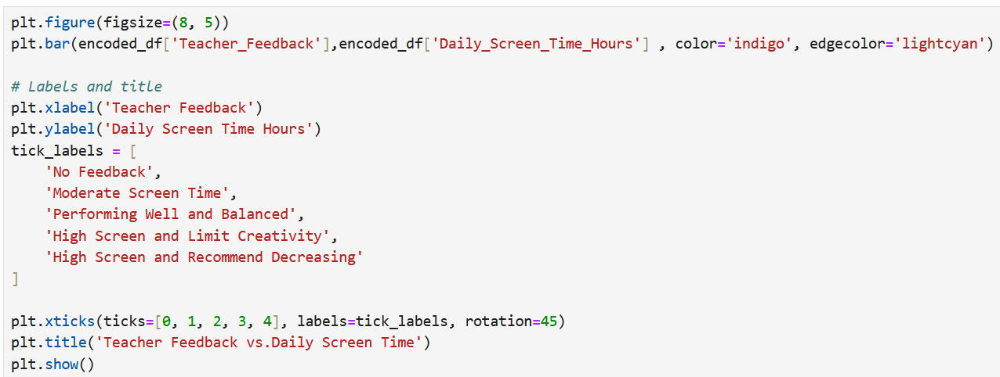 plt.figure(figsize=(8, 5))
plt.bar(encoded_df['Teacher_Feedback'],encoded_df['Daily_Screen_Time_Hours'] , color='indigo', edgecolor='lightcyan')

# Labels and title
plt.xlabel('Teacher Feedback')
plt.ylabel('Daily Screen Time Hours')
tick_labels = [
    'No Feedback',
    'Moderate Screen Time',
    'Performing Well and Balanced',
    'High Screen and Limit Creativity',
    'High Screen and Recommend Decreasing'
]

plt.xticks(ticks=[0, 1, 2, 3, 4], labels=tick_labels, rotation=45)
plt.title('Teacher Feedback vs.Daily Screen Time')
plt.show()